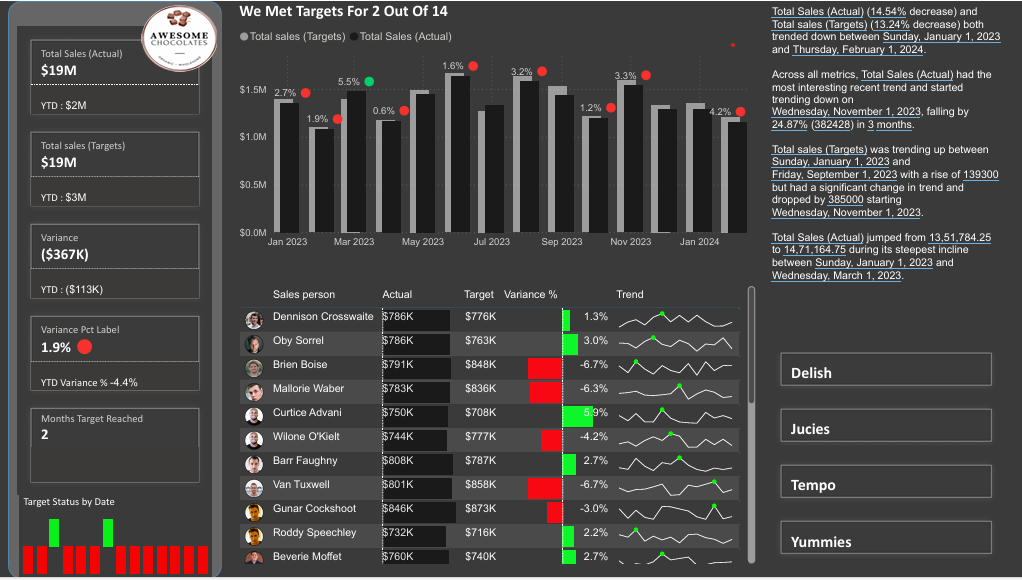 AWESOME
CHOCOLATES
Total Sales (Actual)
$19M
YTD : $2M
Total sales (Targets)
$19M
YTD : $3M
Variance
($367K)
YTD : ($113K)
Variance Pct Label
1.9%
YTD Variance % -4.4%
Months Target Reached
2
Target Status by Date
We Met Targets For 2 Out Of 14
Total sales (Targets) Total Sales (Actual)
$1.5M
$1.0M
$0.5M
$0.0M
2.7% 1.9% 5.5% 0.6% 1.6% 3.2% 1.2% 3.3% 4.2%
Jan 2023 Mar 2023 May 2023 Jul 2023 Sep 2023 Nov 2023 Jan 2024
Sales person Actual Target Variance % Trend
Dennison Crosswaite $786K $776K 1.3%
Oby Sorrel $786K $763K 3.0%
Brien Boise $791K $848K -6.7%
Mallorie Waber $783K $836K -6.3%
Curtice Advani $750K $708K 5.9%
Wilone O'Kielt $744K $777K -4.2%
Barr Faughny $808K $787K 2.7%
Van Tuxwell $801K $858K -6.7%
Gunar Cockshoot $846K $873K -3.0%
Roddy Speechley $732K $716K 2.2%
Beverie Moffet $760K $740K 2.7%
Total Sales (Actual) (14.54% decrease) and
Total sales (Targets) (13.24% decrease) both
trended down between Sunday, January 1, 2023
and Thursday, February 1, 2024.
Across all metrics, Total Sales (Actual) had the
most interesting recent trend and started
trending down on
Wednesday, November 1, 2023, falling by
24.87% (382428) in 3 months.
Total sales (Targets) was trending up between
Sunday, January 1, 2023 and
Friday, September 1, 2023 with a rise of 139300
but had a significant change in trend and
dropped by 385000 starting
Wednesday, November 1, 2023.
Total Sales (Actual) jumped from 13,51,784.25
to 14,71,164.75 during its steepest incline
between Sunday, January 1, 2023 and
Wednesday, March 1, 2023.
Delish
Jucies
Tempo
Yummies